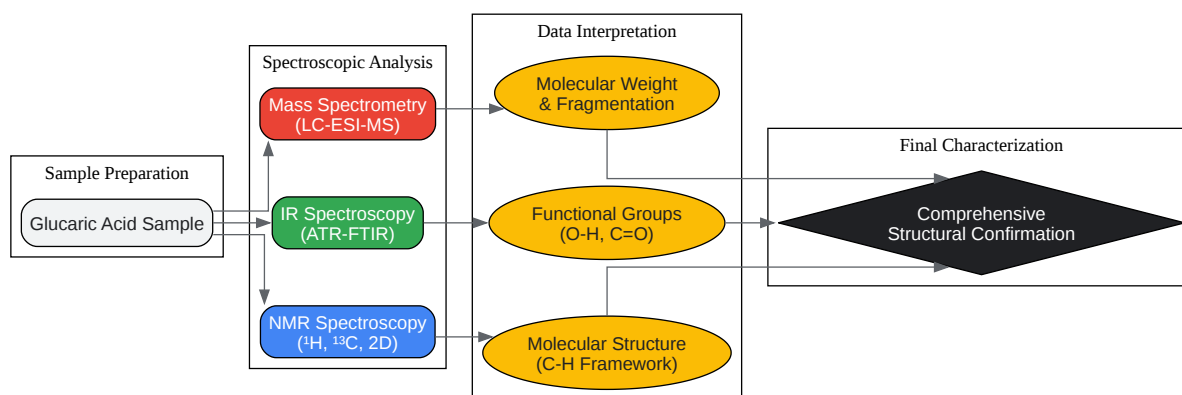 Sample Preparation
Glucaric Acid Sample
Spectroscopic Analysis
Mass Spectrometry
(LC-ESI-MS)
IR Spectroscopy
(ATR-FTIR)
NMR Spectroscopy
(¹H, ¹³C, 2D)
Data Interpretation
Molecular Weight
& Fragmentation
Functional Groups
(O-H, C=O)
Molecular Structure
(C-H Framework)
Final Characterization
Comprehensive
Structural Confirmation